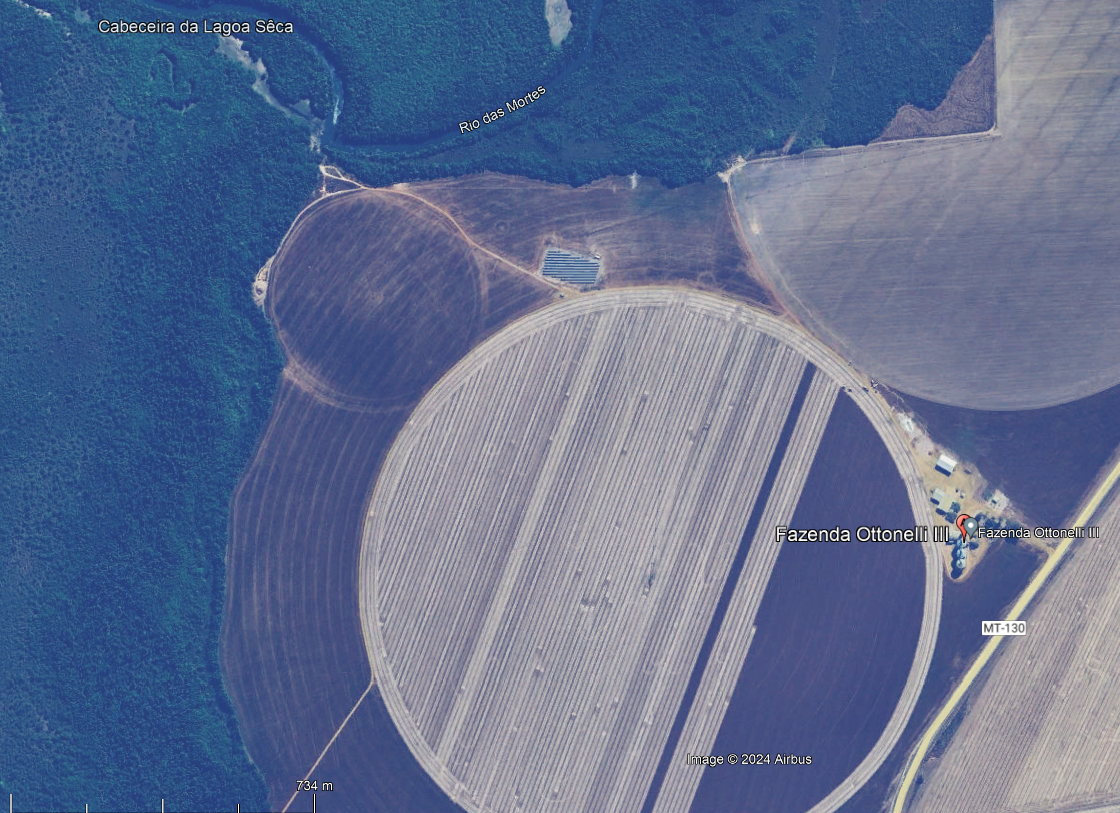 Cabeceira da Lagoa Sêca
Rio das Mortes
Fazenda Ottonelli III
Fazenda Ottonelli III
MT-130
Image © 2024 Airbus
734 m